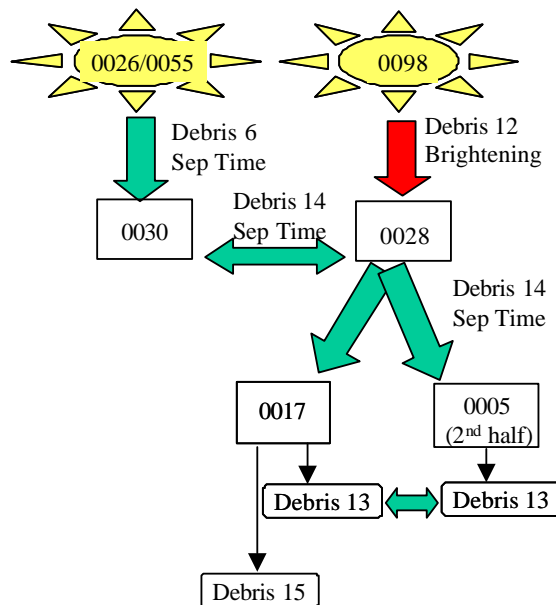 0026/0055
0098
Debris 6
Sep Time
Debris 12
Brightening
Debris 14
Sep Time
0030
0028
Debris 14
Sep Time
0017
0005
(2nd half)
Debris 13
Debris 13
Debris 15